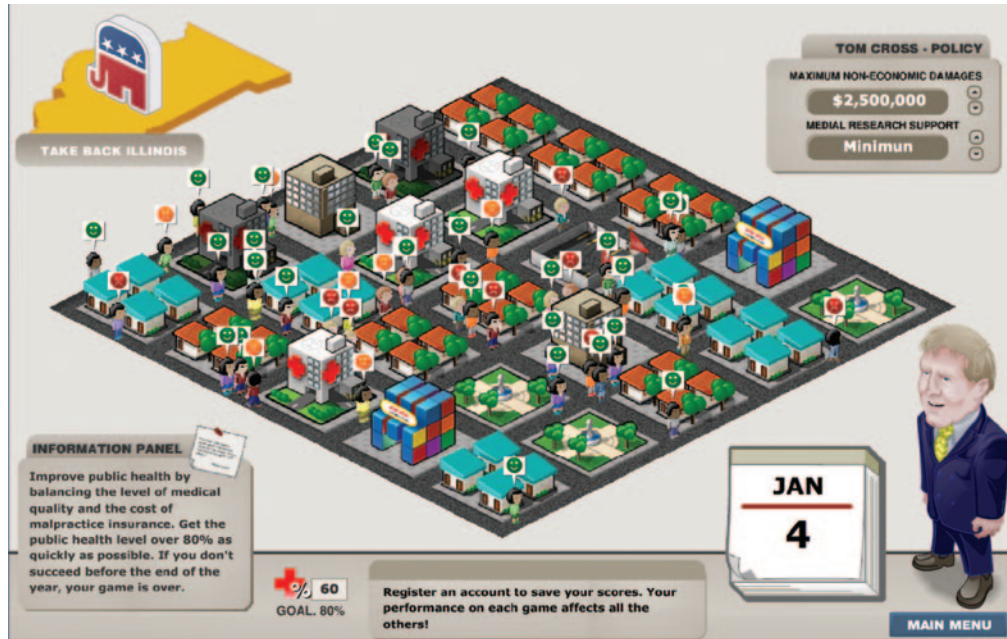 TAKE BACK ILLINOIS
TOM CROSS - POLICY
MAXIMUM NON-ECONOMIC DAMAGES
$2,500,000
MEDIAL RESEARCH SUPPORT
Minimun
INFORMATION PANEL
Improve public health by
balancing the level of medical
quality and the cost of
malpractice insurance. Get the
public health level over 80% as
quickly as possible. If you don't
succeed before the end of the
year, your game is over.
% 60
GOAL. 80%
Register an account to save your scores. Your
performance on each game affects all the
others!
JAN
4
MAIN MENU